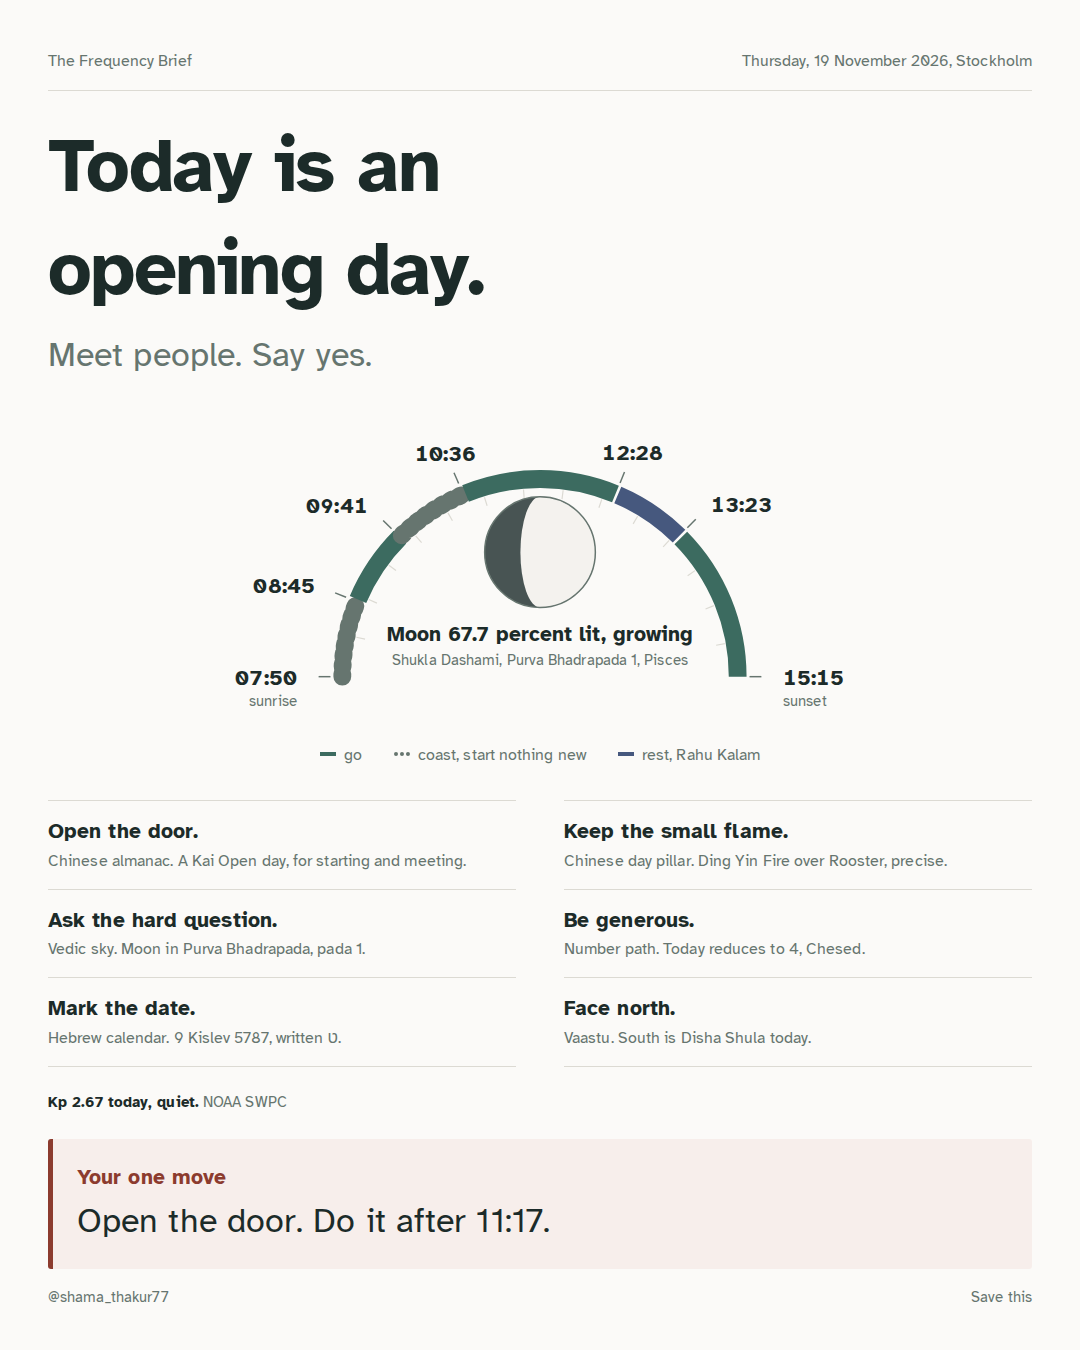 The Frequency Brief
Thursday, 19 November 2026, Stockholm
Today is an
opening day.
Meet people. Say yes.
10:36
12:28
09:41
13:23
08:45
Moon 67.7 percent lit, growing
Shukla Dashami, Purva Bhadrapada 1, Pisces
07:50
sunrise
15:15
sunset
go
coast, start nothing new
rest, Rahu Kalam
Open the door.
Chinese almanac. A Kai Open day, for starting and meeting.
Keep the small flame.
Chinese day pillar. Ding Yin Fire over Rooster, precise.
Ask the hard question.
Vedic sky. Moon in Purva Bhadrapada, pada 1.
Be generous.
Number path. Today reduces to 4, Chesed.
Mark the date.
Hebrew calendar. 9 Kislev 5787, written ט.
Face north.
Vaastu. South is Disha Shula today.
Kp 2.67 today, quiet. NOAA SWPC
Your one move
Open the door. Do it after 11:17.
@shama_thakur77
Save this